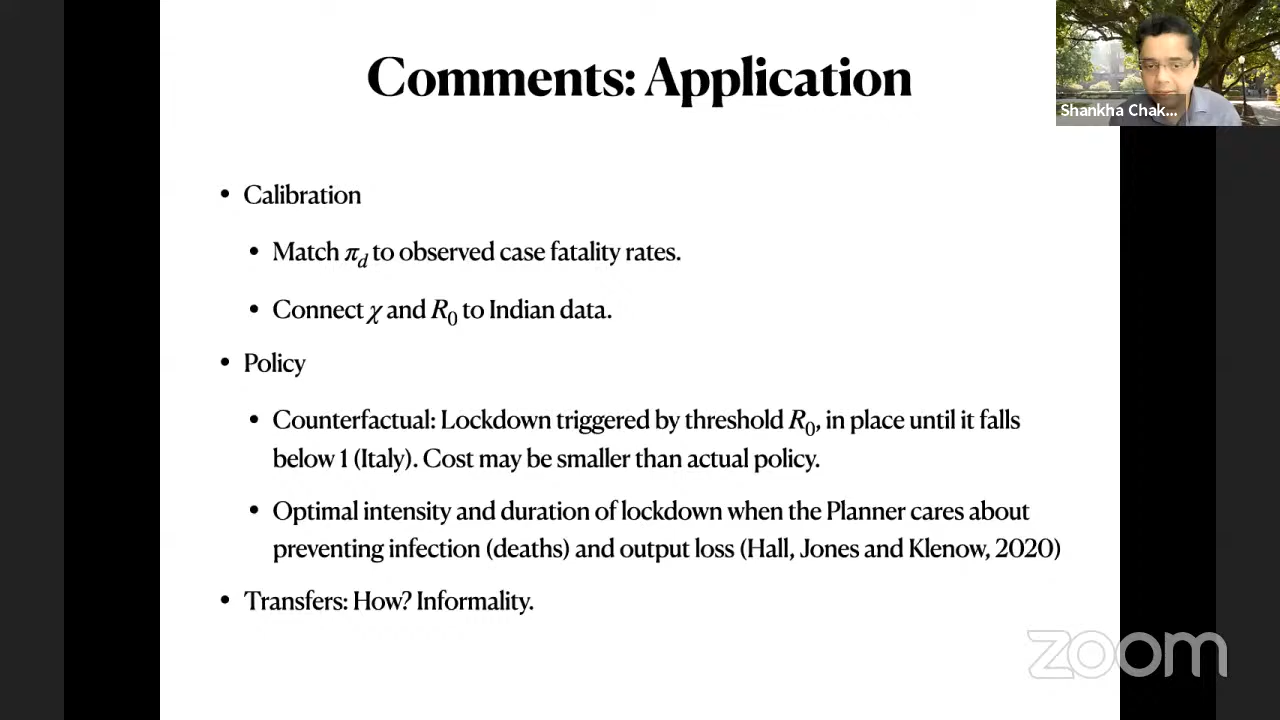 Comments: Application
Shankha Chak...
• Calibration
• Match π_d to observed case fatality rates.
• Connect χ and R_0 to Indian data.
• Policy
• Counterfactual: Lockdown triggered by threshold R_0, in place until it falls
below 1 (Italy). Cost may be smaller than actual policy.
• Optimal intensity and duration of lockdown when the Planner cares about
preventing infection (deaths) and output loss (Hall, Jones and Klenow, 2020)
• Transfers: How? Informality.
zoom